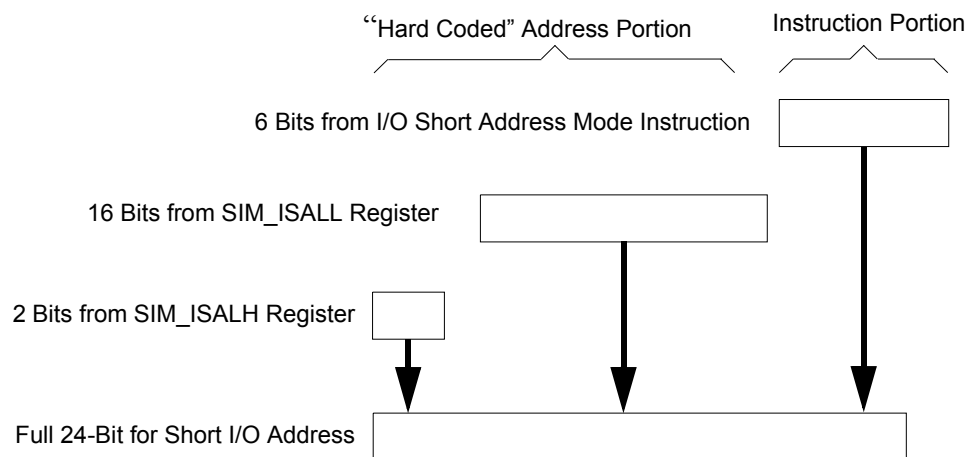 “Hard Coded” Address Portion
Instruction Portion
6 Bits from I/O Short Address Mode Instruction
16 Bits from SIM_ISALL Register
2 Bits from SIM_ISALH Register
Full 24-Bit for Short I/O Address